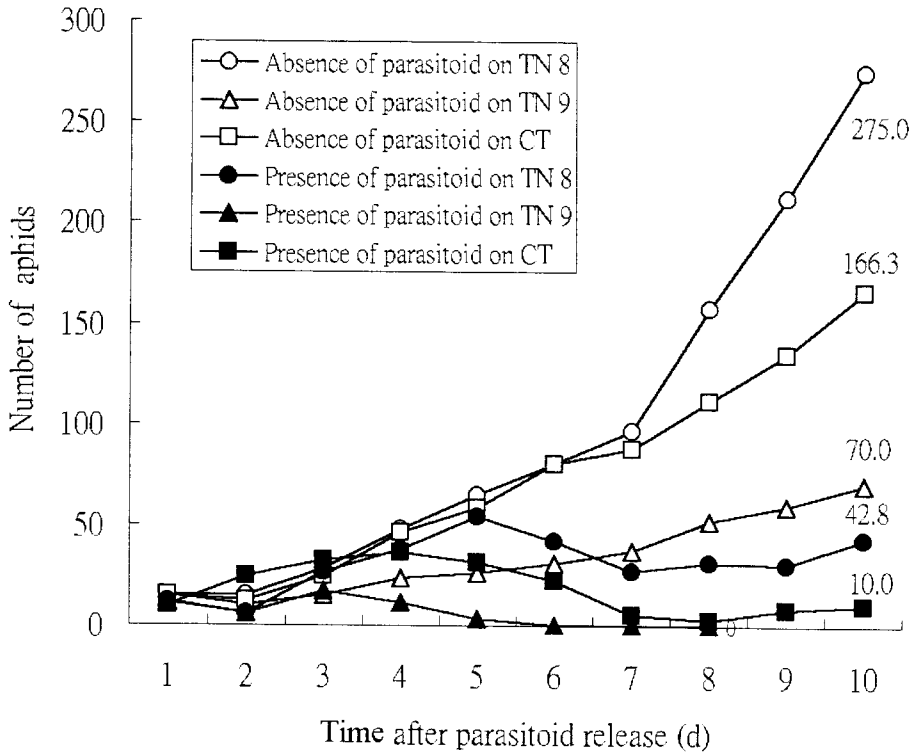 300
250
200
150
100
50
0
Number of aphids
Absence of parasitoid on TN 8
Absence of parasitoid on TN 9
Absence of parasitoid on CT
Presence of parasitoid on TN 8
Presence of parasitoid on TN 9
Presence of parasitoid on CT
275.0
166.3
70.0
42.8
10.0
0
1 2 3 4 5 6 7 8 9 10
Time after parasitoid release (d)